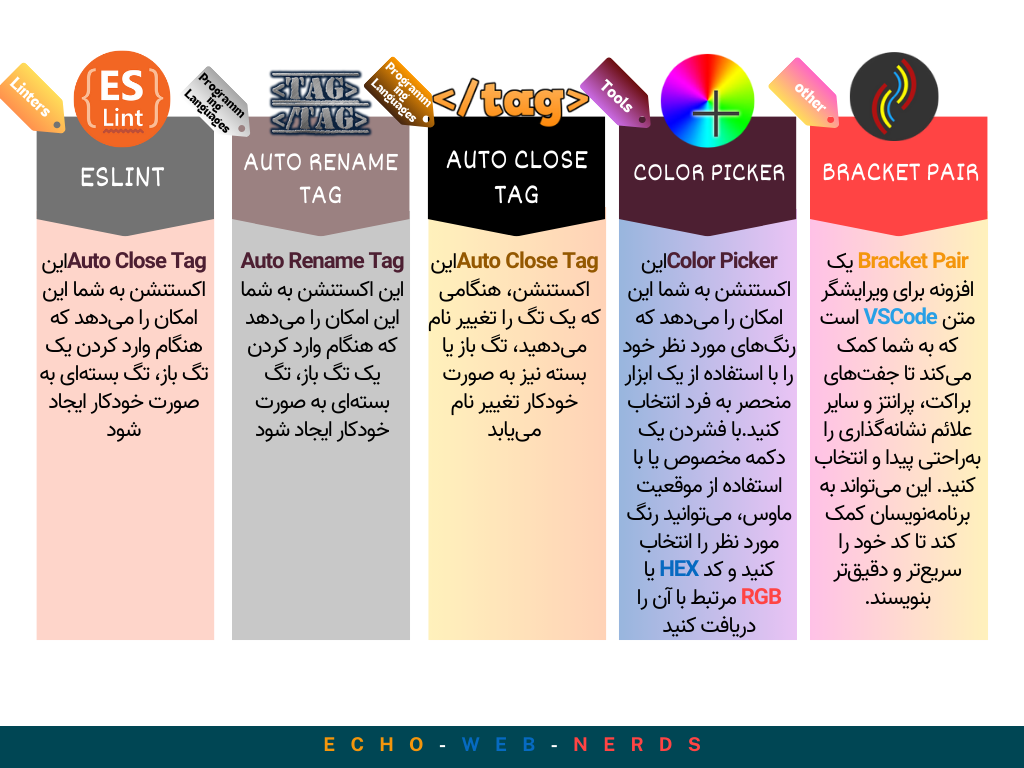 Linters
ES
Lint
ESLINT
Auto Close Tagاین
اکستنشن به شما این
امکان را می‌دهد که
هنگام وارد کردن یک
تگ باز، تگ بسته‌ای به
صورت خودکار ایجاد
شود
Programm
ing
Languages
<TAG>
</TAG>
AUTO RENAME
TAG
Auto Rename Tag
این اکستنشن به شما
این امکان را می‌دهد
که هنگام وارد کردن
یک تگ باز، تگ
بسته‌ای به صورت
خودکار ایجاد شود
Programm
ing
Languages
</tag>
AUTO CLOSE
TAG
Auto Close Tagاین
اکستنشن، هنگامی
که یک تگ را تغییر نام
می‌دهید، تگ باز یا
بسته نیز به صورت
خودکار تغییر نام
می‌یابد
Tools
COLOR PICKER
Color Pickerاین
اکستنشن به شما این
امکان را می‌دهد که
رنگ‌های مورد نظر خود
را با استفاده از یک ابزار
منحصر به فرد انتخاب
کنید.با فشردن یک
دکمه مخصوص یا با
استفاده از موقعیت
ماوس، می‌توانید رنگ
مورد نظر را انتخاب
کنید و کد HEX یا
RGB مرتبط با آن را
دریافت کنید
other
BRACKET PAIR
Bracket Pair یک
افزونه برای ویرایشگر
متن VSCode است
که به شما کمک
می‌کند تا جفت‌های
براکت، پرانتز و سایر
علائم نشانه‌گذاری را
به‌راحتی پیدا و انتخاب
کنید. این می‌تواند به
برنامه‌نویسان کمک
کند تا کد خود را
سریع‌تر و دقیق‌تر
بنویسند.
ECHO-WEB-NERDS